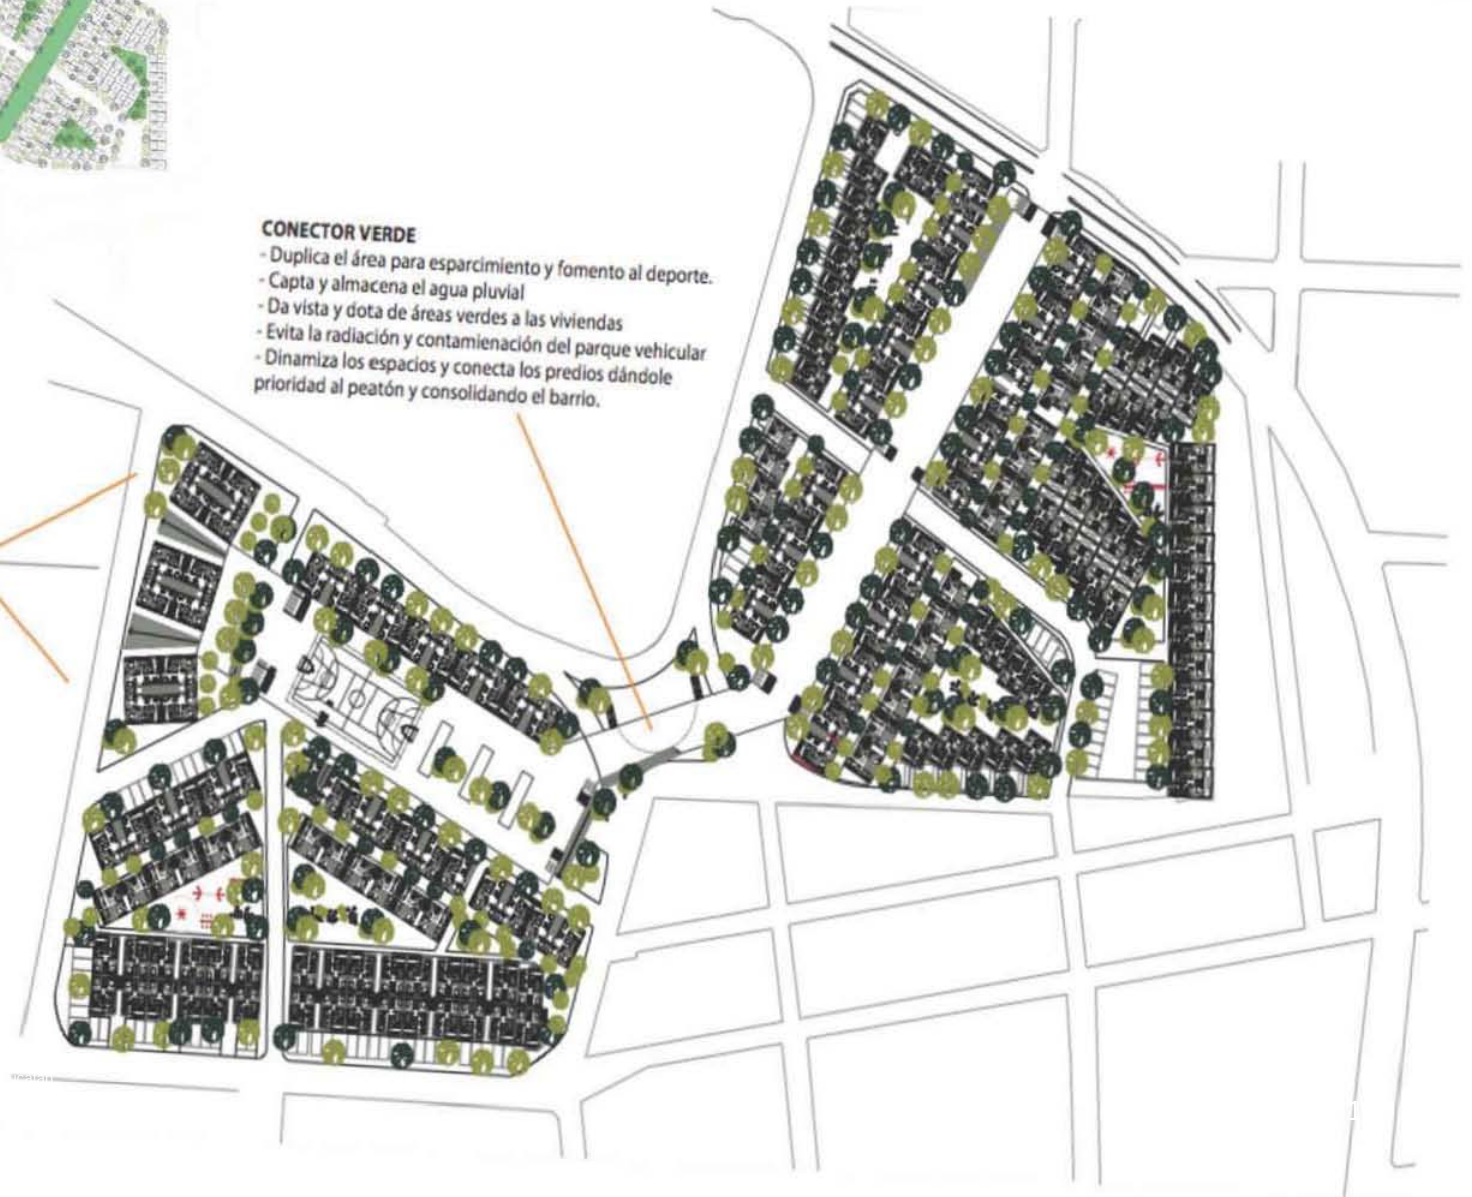 CONECTOR VERDE
- Duplica el área para esparcimiento y fomento al deporte.
- Capta y almacena el agua pluvial
- Da vista y dota de áreas verdes a las viviendas
- Evita la radiación y contamienación del parque vehicular
- Dinamiza los espacios y conecta los predios dándole
prioridad al peatón y consolidando el barrio.